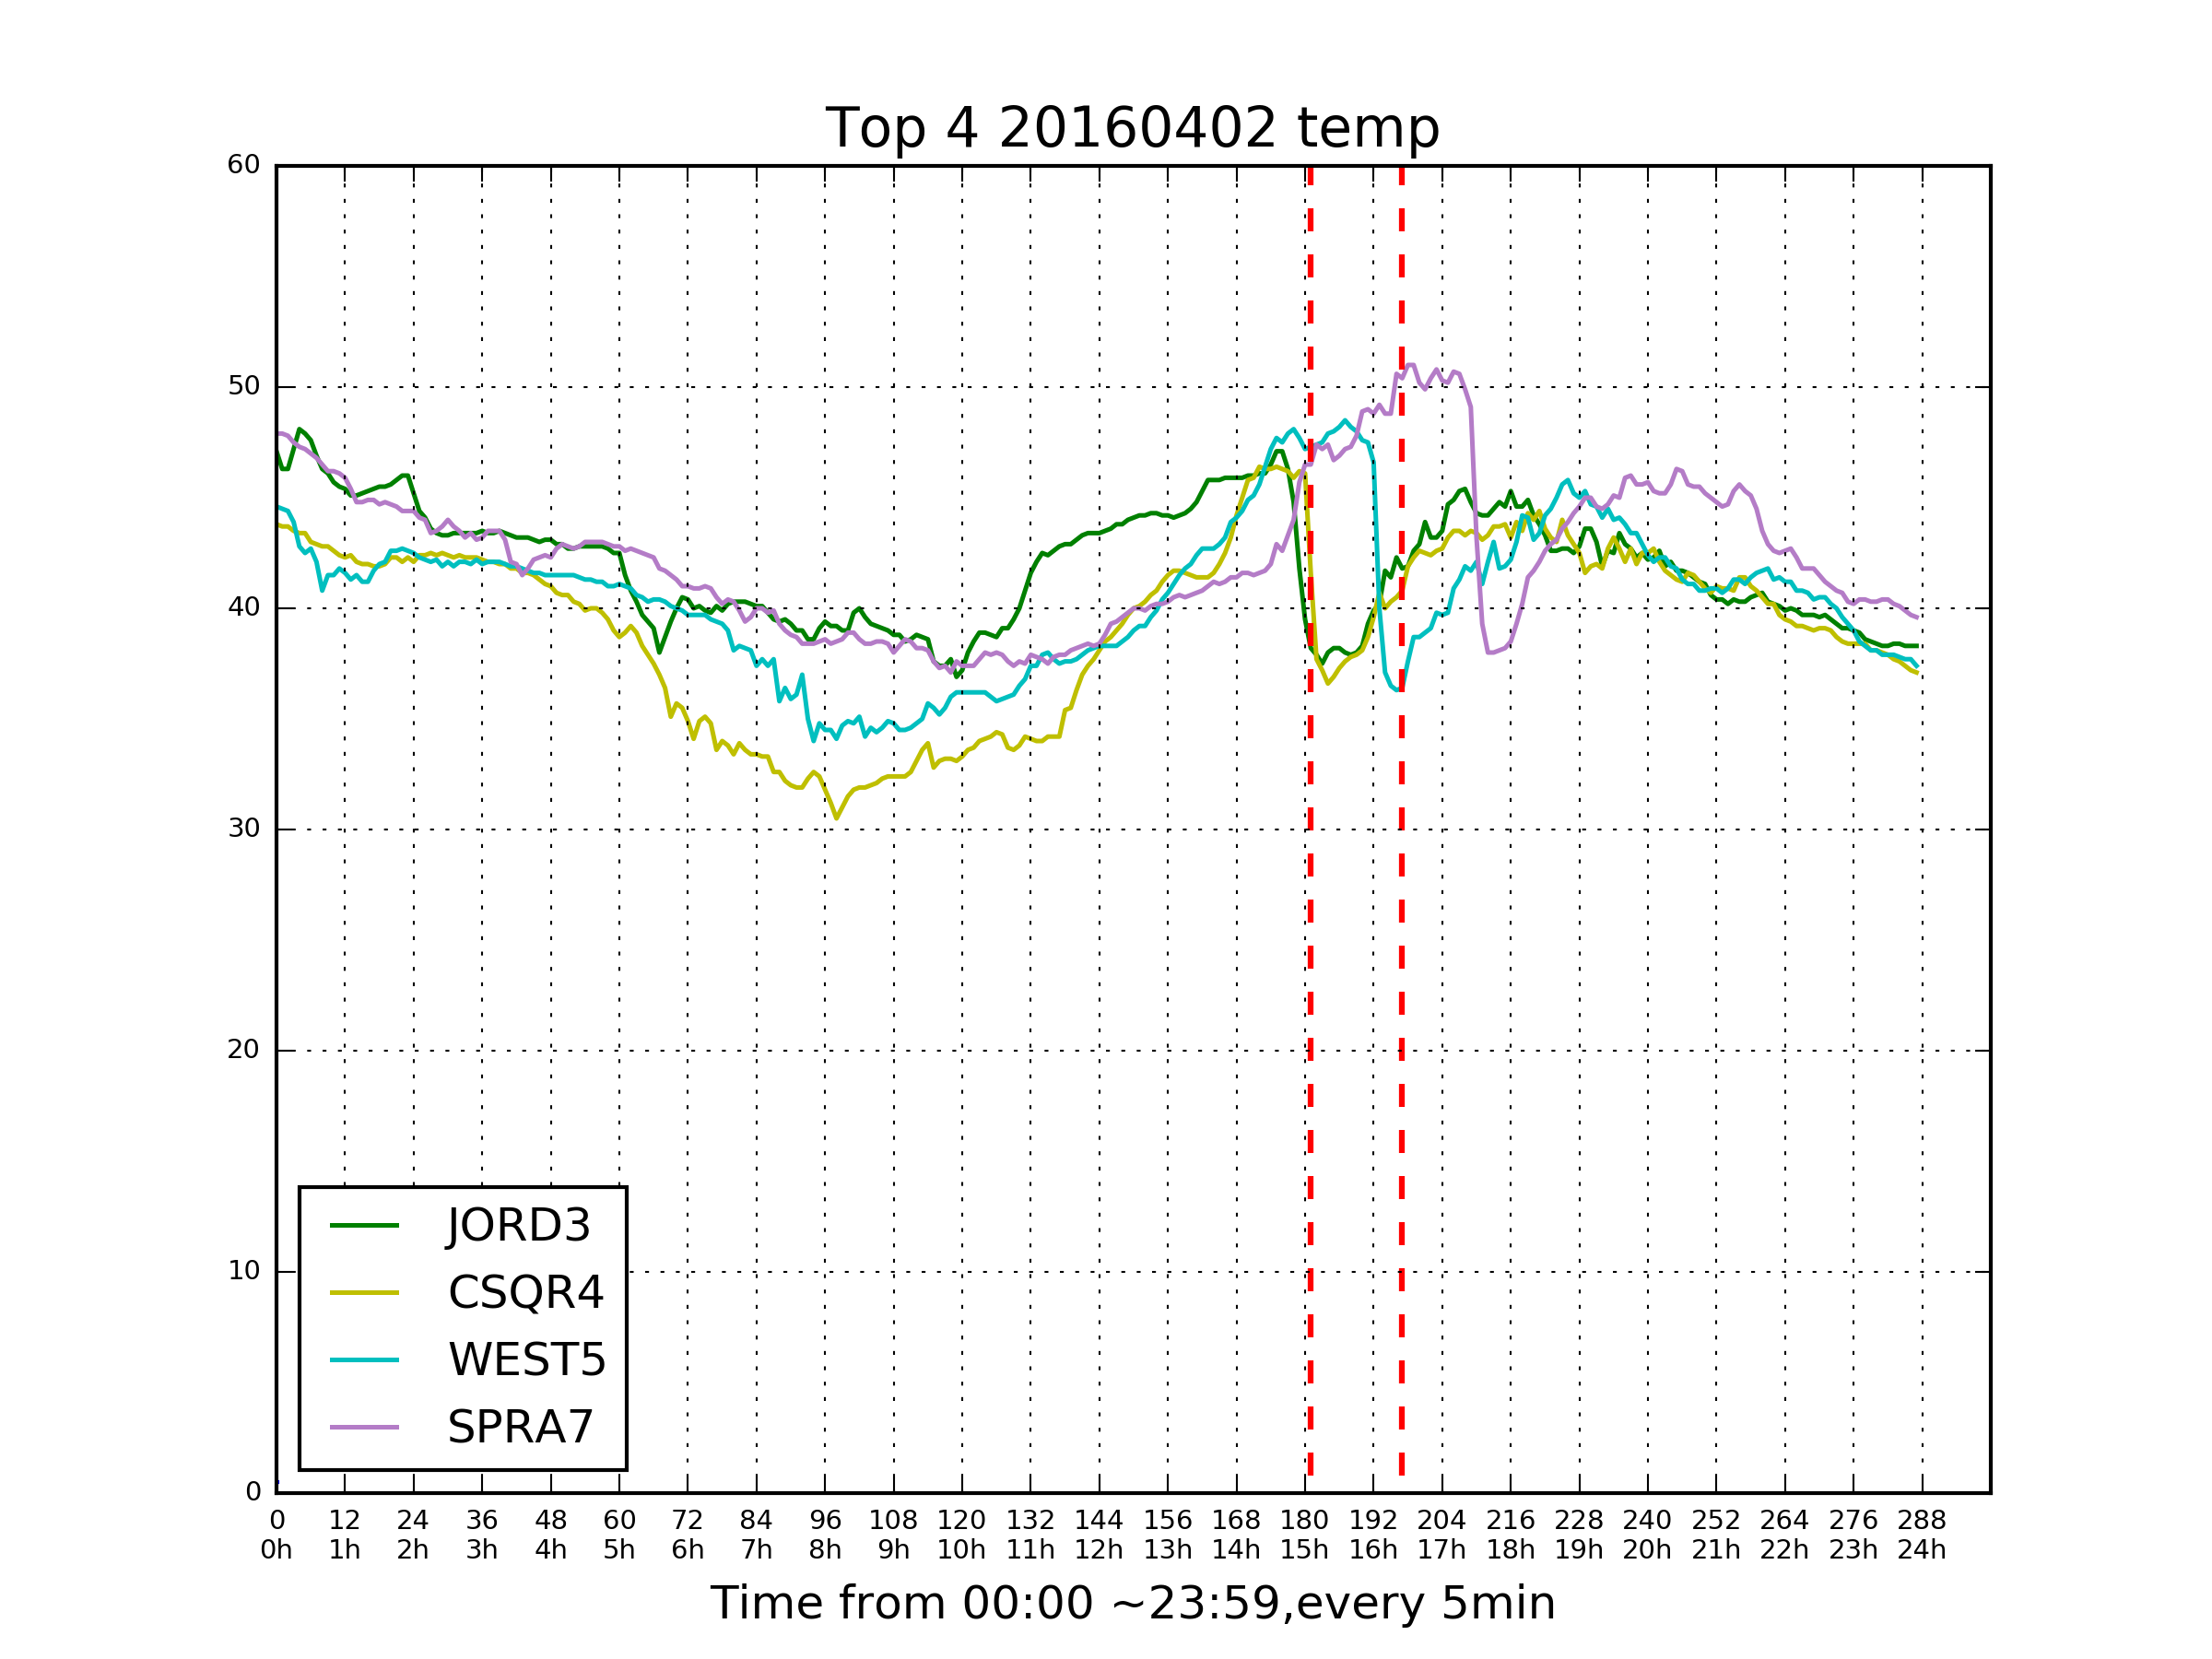 Top 4 20160402 temp
60
50
40
30
20
10
0
JORD3
CSQR4
WEST5
SPRA7
0 12 24 36 48 60 72 84 96 108 120 132 144 156 168 180 192 204 216 228 240 252 264 276 288
0h 1h 2h 3h 4h 5h 6h 7h 8h 9h 10h 11h 12h 13h 14h 15h 16h 17h 18h 19h 20h 21h 22h 23h 24h
Time from 00:00 ~23:59,every 5min